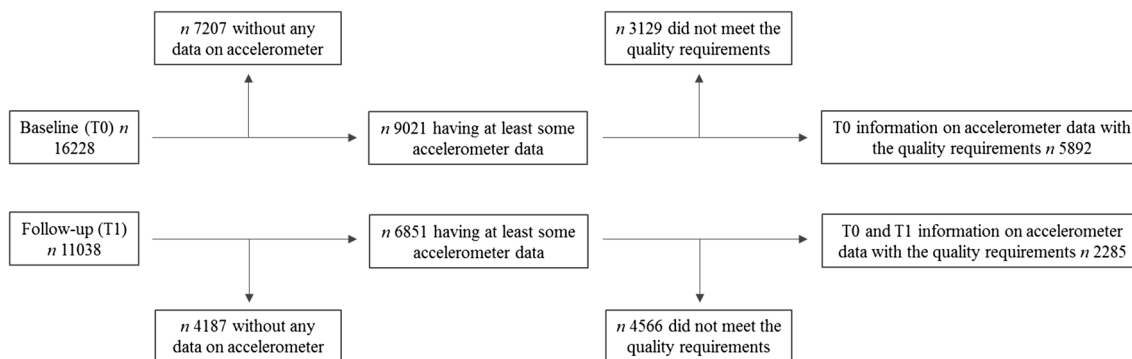 n 7207 without any
data on accelerometer
n 3129 did not meet the
quality requirements
Baseline (T0) n
16228
n 9021 having at least some
accelerometer data
T0 information on accelerometer data with
the quality requirements n 5892
Follow-up (T1)
n 11038
n 6851 having at least some
accelerometer data
T0 and T1 information on accelerometer
data with the quality requirements n 2285
n 4187 without any
data on accelerometer
n 4566 did not meet the
quality requirements